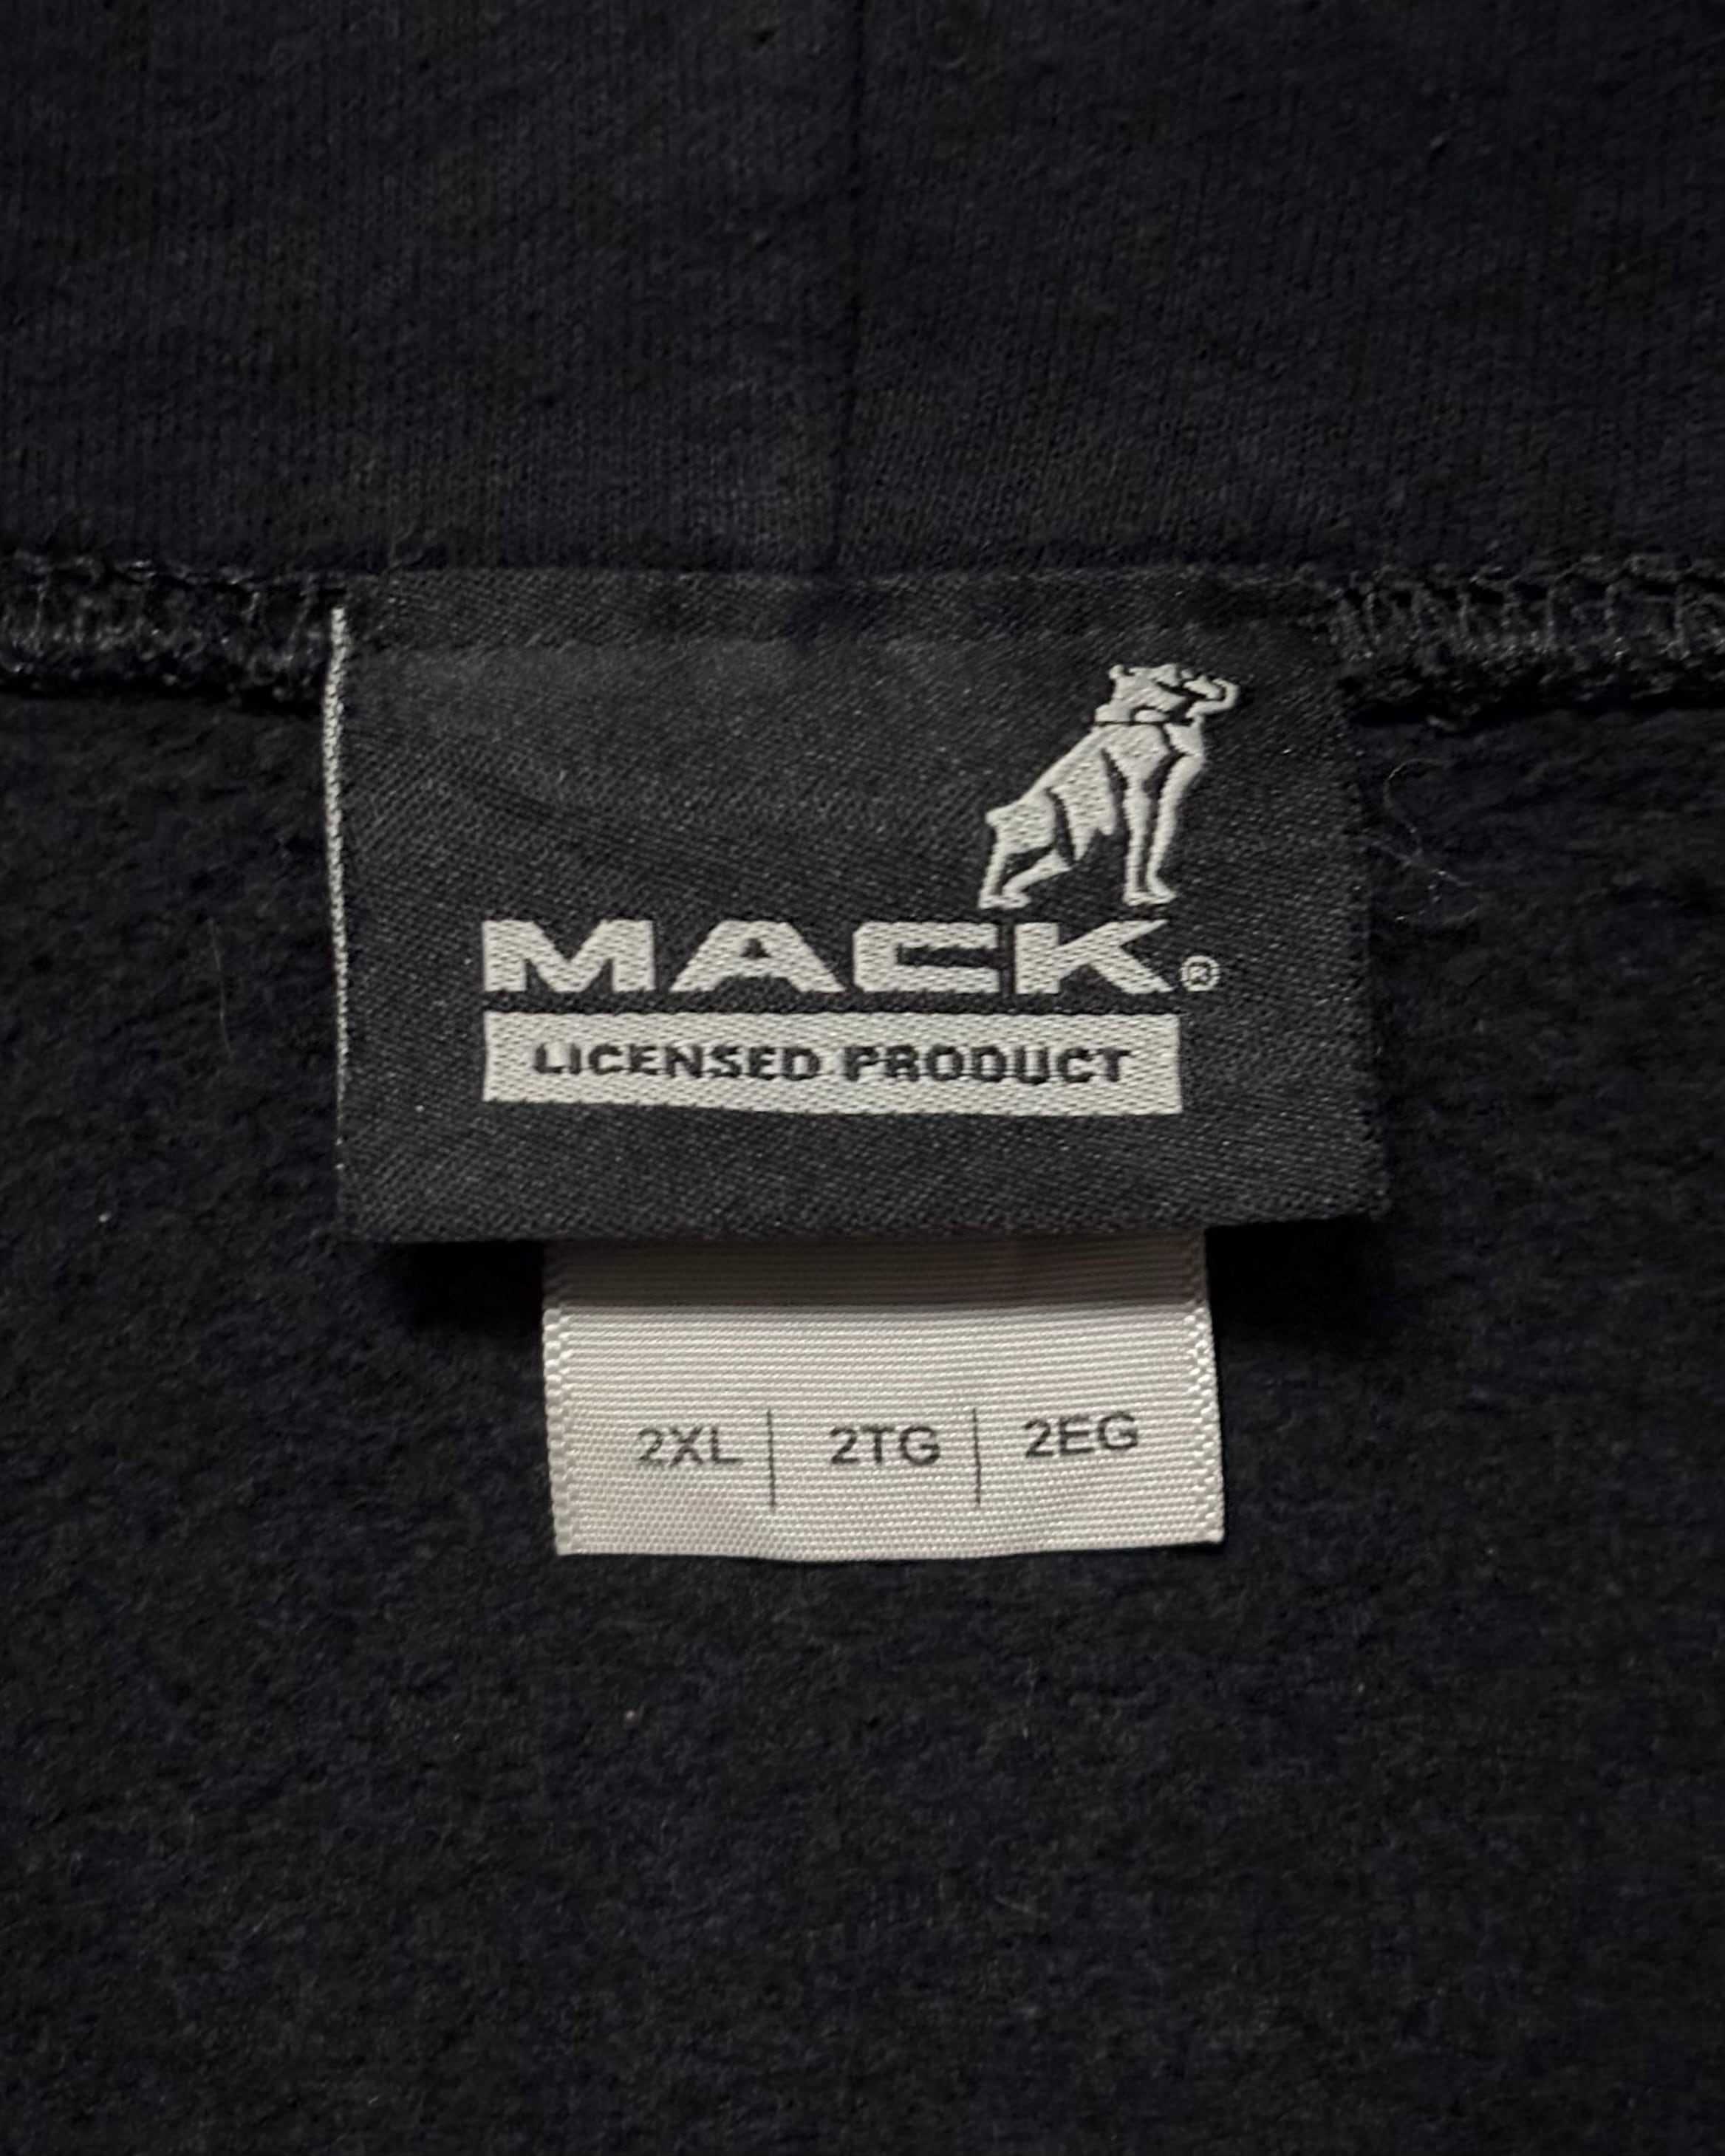 MACK®
LICENSED PRODUCT
2XL | 2TG | 2EG